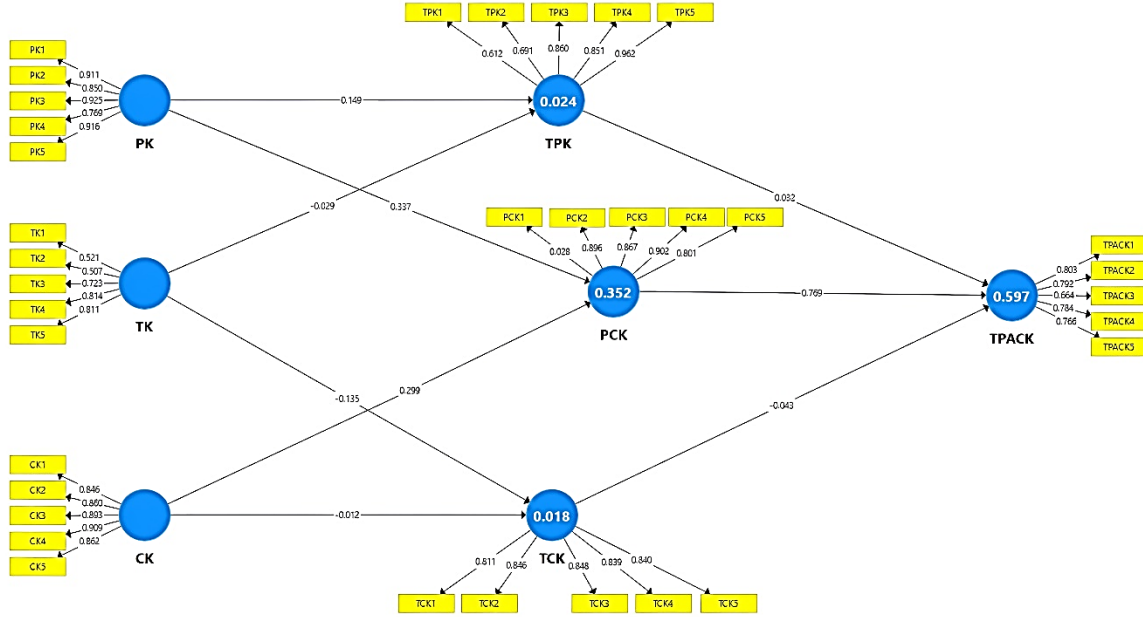 TPK1 TPK2 TPK3 TPK4 TPK5
0.612 0.691 0.860 0.851 0.962
PK1
PK2
PK3
PK4
PK5
0.911
0.850
0.925
0.769
0.916
PK
0.149
0.024
TPK
-0.029
0.337
0.032
TK1
TK2
TK3
TK4
TK5
0.521
0.507
0.723
0.814
0.811
TK
PCK1 PCK2 PCK3 PCK4 PCK5
0.028 0.896 0.867 0.902 0.801
0.352
PCK
0.769
0.597
TPACK
0.803
0.792
0.664
0.784
0.766
TPACK1
TPACK2
TPACK3
TPACK4
TPACK5
-0.135
0.299
-0.043
CK1
CK2
CK3
CK4
CK5
0.846
0.860
0.893
0.909
0.862
CK
-0.012
0.018
TCK
0.811 0.846 0.848 0.839 0.840
TCK1 TCK2 TCK3 TCK4 TCK5